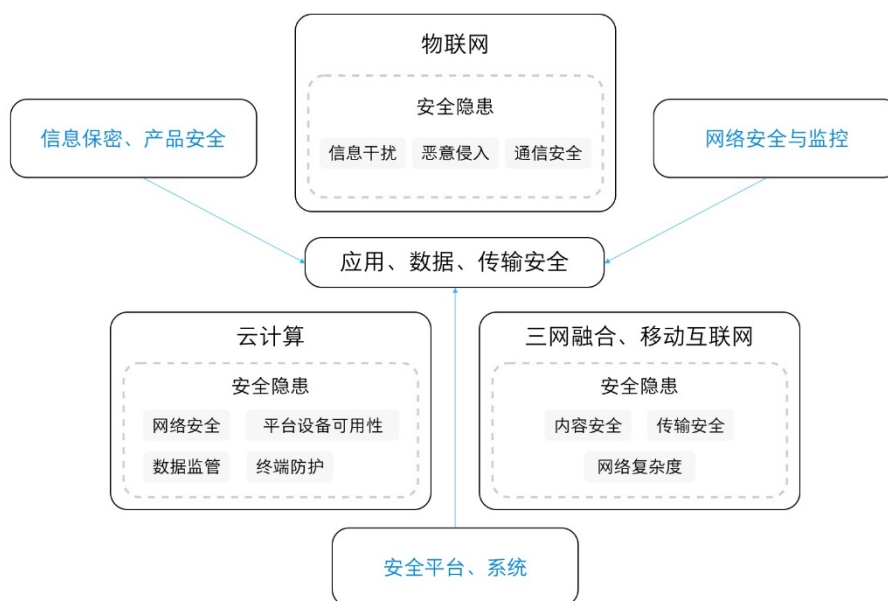 物联网
安全隐患
信息干扰 恶意侵入 通信安全
信息保密、产品安全
网络安全与监控
应用、数据、传输安全
云计算
安全隐患
网络安全 平台设备可用性
数据监管 终端防护
三网融合、移动互联网
安全隐患
内容安全 传输安全
网络复杂度
安全平台、系统